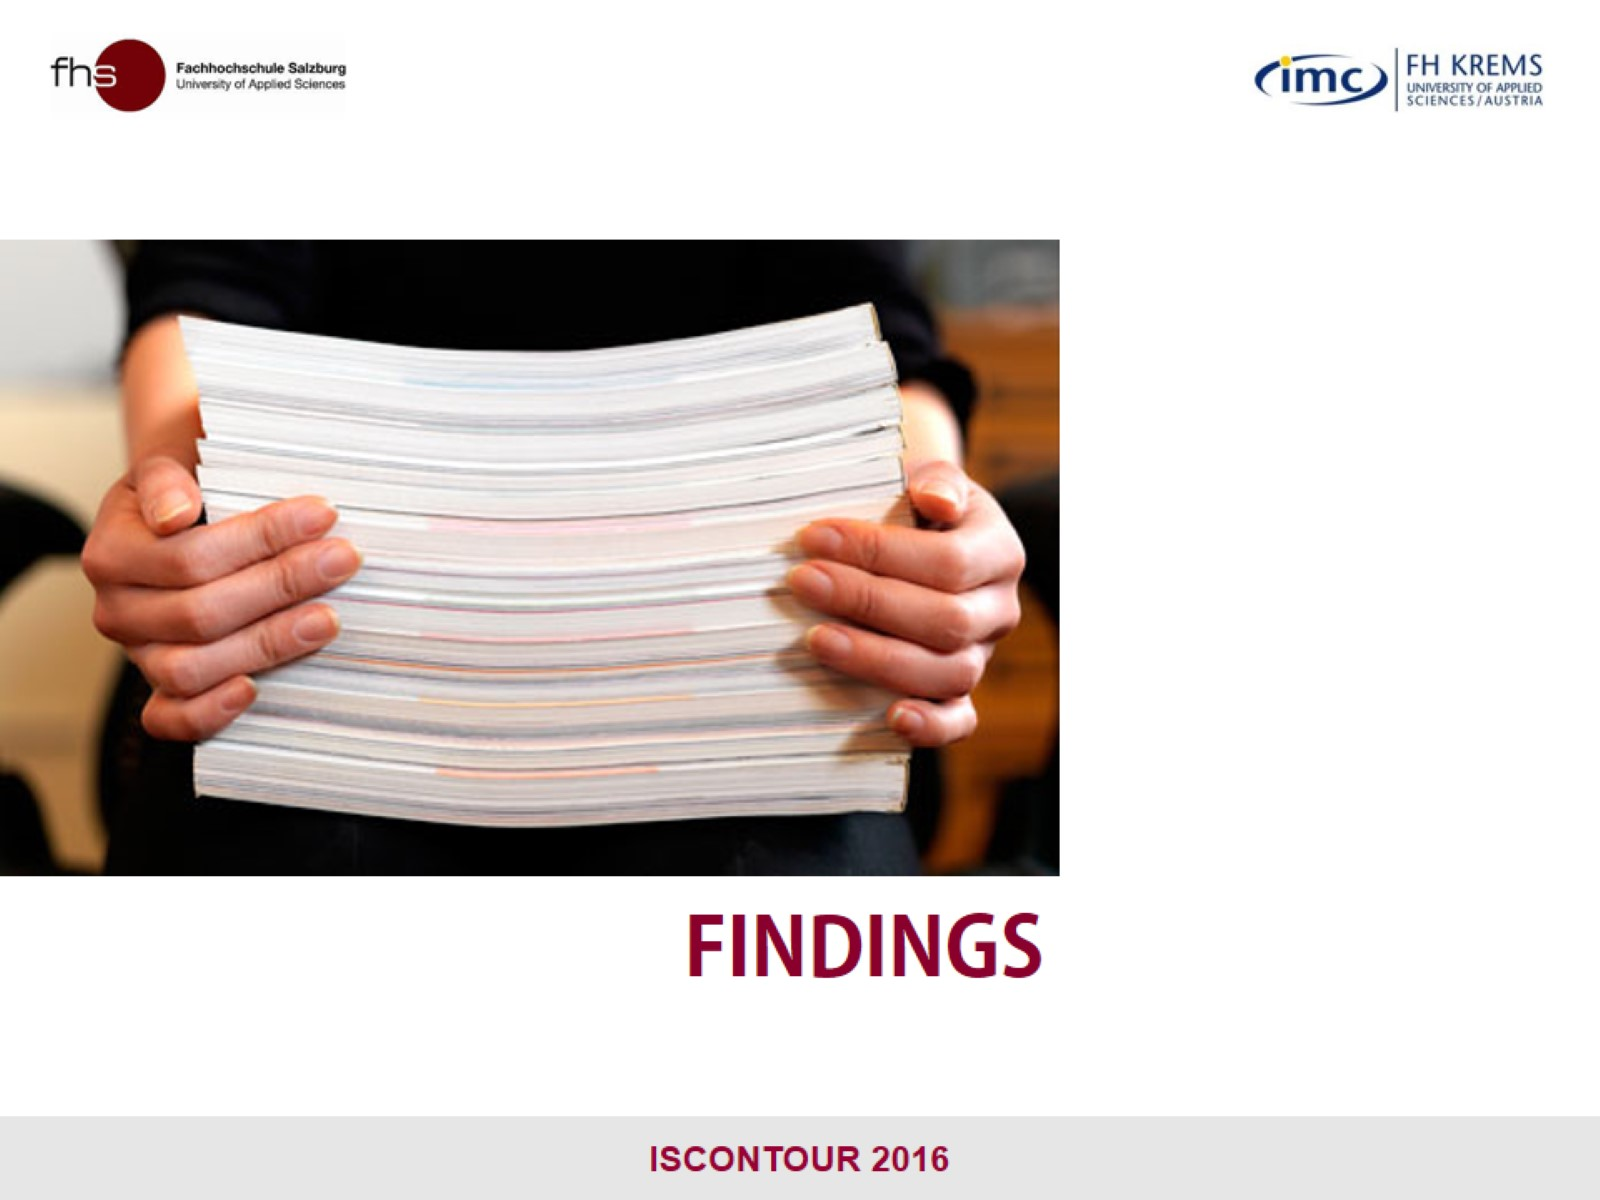 fhs
Fachhochschule Salzburg
University of Applied Sciences
imc
FH KREMS
UNIVERSITY OF APPLIED
SCIENCES/AUSTRIA
FINDINGS
ISCONTOUR 2016